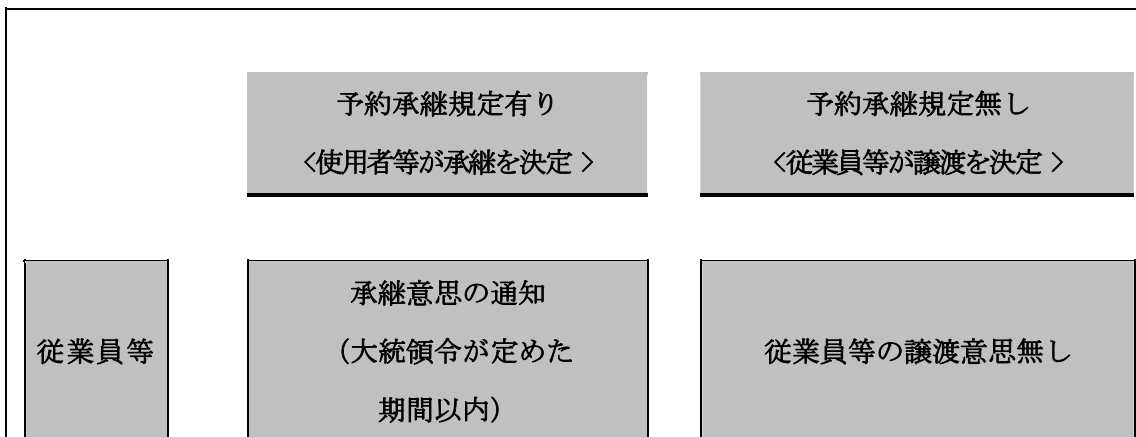 予約承継規定有り
<使用者等が承継を決定>
予約承継規定無し
<従業員等が譲渡を決定>
従業員等
承継意思の通知
(大統領令が定めた
期間以内)
従業員等の譲渡意思無し